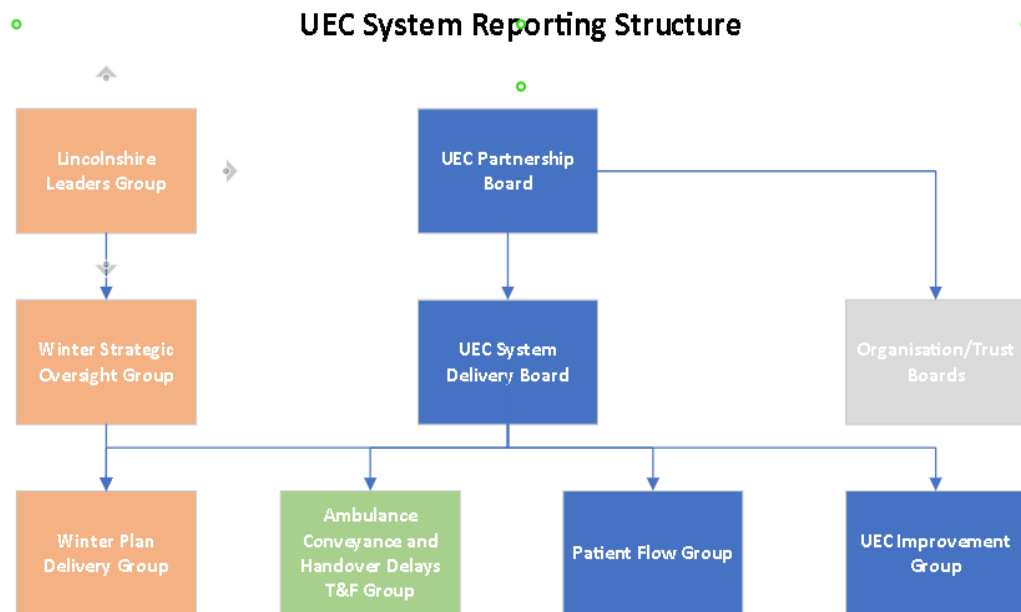 UEC System Reporting Structure
Lincolnshire
Leaders Group
UEC Partnership
Board
Winter Strategic
Oversight Group
UEC System
Delivery Board
Organisation/Trust
Boards
Winter Plan
Delivery Group
Ambulance
Conveyance and
Handover Delays
T&F Group
Patient Flow Group
UEC Improvement
Group